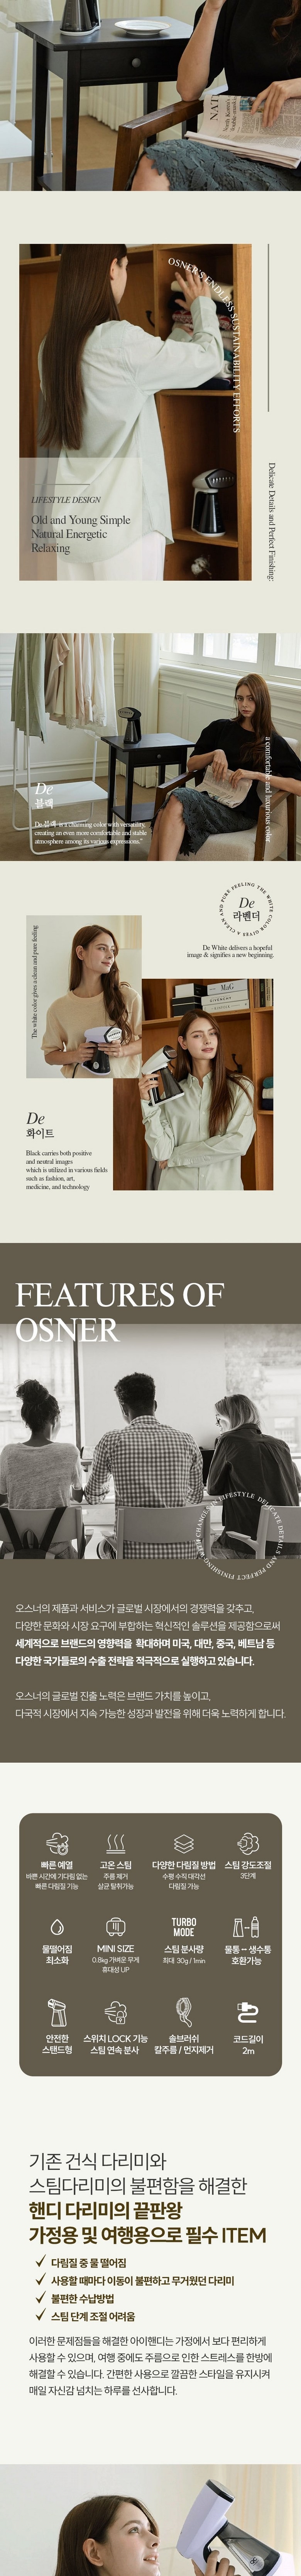 NATU
OSNER'S ENDLESS SUSTAINABILITY EFFORTS
LIFESTYLE DESIGN
Old and Young Simple
Natural Energetic
Relaxing
Delicate Details and Perfect Finishing:
De
블랙
De 블랙 is a charming color with versatility,
creating an even more comfortable and stable
atmosphere among its various expressions."
a comfortable and luxurious color
De
라벤더
De White delivers a hopeful
image & signifies a new beginning.
The white color gives a clean and pure feeling
GIVENCHY
De
화이트
Black carries both positive
and neutral images
which is utilized in various fields
such as fashion, art,
medicine, and technology
FEATURES OF
OSNER
CHANGES IN LIFESTYLE DELICATE DETAILS AND PERFECT FINISHING WITH
오스너의 제품과 서비스가 글로벌 시장에서의 경쟁력을 갖추고,
다양한 문화와 시장 요구에 부합하는 혁신적인 솔루션을 제공함으로써
세계적으로 브랜드의 영향력을 확대하며 미국, 대만, 중국, 베트남 등
다양한 국가들로의 수출 전략을 적극적으로 실행하고 있습니다.
오스너의 글로벌 진출 노력은 브랜드 가치를 높이고,
다국적 시장에서 지속 가능한 성장과 발전을 위해 더욱 노력하게 합니다.
빠른 예열
바쁜 시간에 기다림 없는
빠른 다림질 기능
고온 스팀
주름 제거
살균 탈취가능
다양한 다림질 방법
수평 수직 대각선
다림질 가능
스팀 강도조절
3단계
물떨어짐
최소화
MINI SIZE
0.8kg 가벼운 무게
휴대성 UP
TURBO
MODE
스팀 분사량
최대 30g / 1min
물통 ↔ 생수통
호환가능
안전한
스탠드형
스위치 LOCK 기능
스팀 연속 분사
솔브러쉬
칼주름 / 먼지제거
코드길이
2m
기존 건식 다리미와
스팀다리미의 불편함을 해결한
핸디 다리미의 끝판왕
가정용 및 여행용으로 필수 ITEM
다림질 중 물 떨어짐
사용할 때마다 이동이 불편하고 무거웠던 다리미
불편한 수납방법
스팀 단계 조절 어려움
이러한 문제점들을 해결한 아이핸디는 가정에서 보다 편리하게
사용할 수 있으며, 여행 중에도 주름으로 인한 스트레스를 한방에
해결할 수 있습니다. 간편한 사용으로 깔끔한 스타일을 유지시켜
매일 자신감 넘치는 하루를 선사합니다.